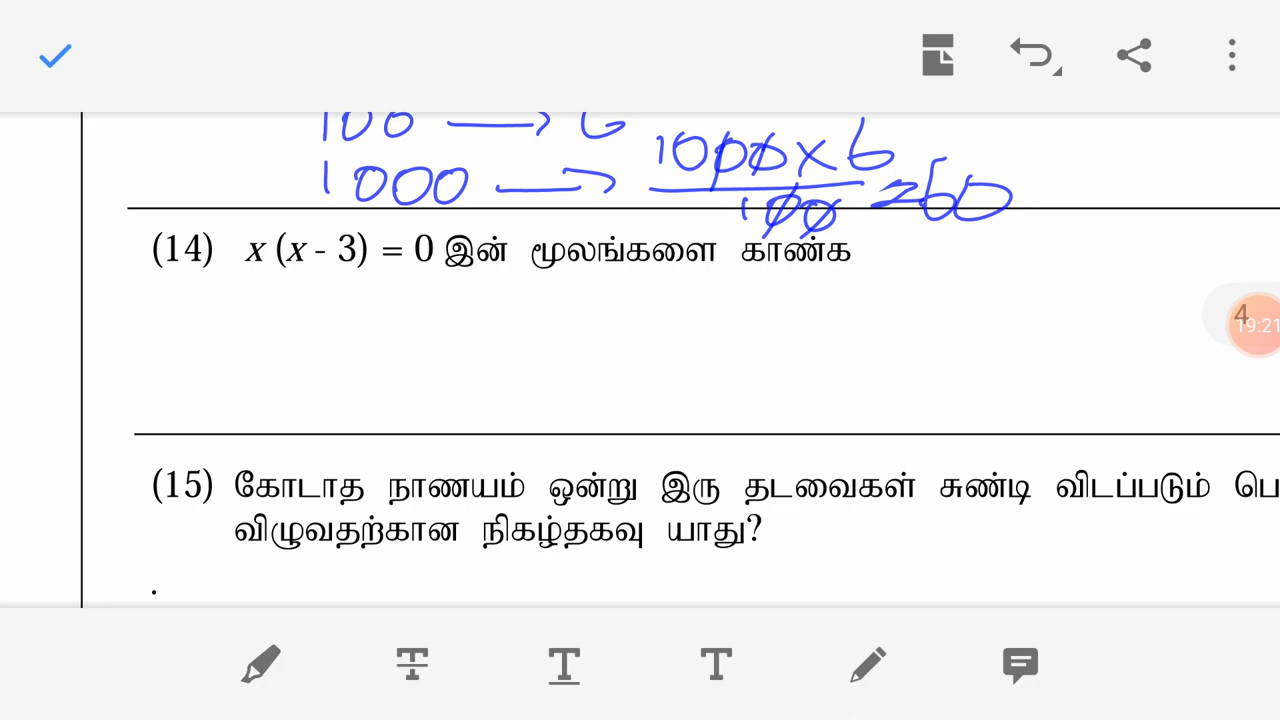 100 → 6
1000 → 1000 x 6
100 = 60
(14) x (x - 3) = 0 இன் மூலங்களை காண்க
4
19:21
(15) கோடாத நாணயம் ஒன்று இரு தடவைகள் சுண்டி விடப்படும் பெ
விழுவதற்கான நிகழ்தகவு யாது?
.
T T T